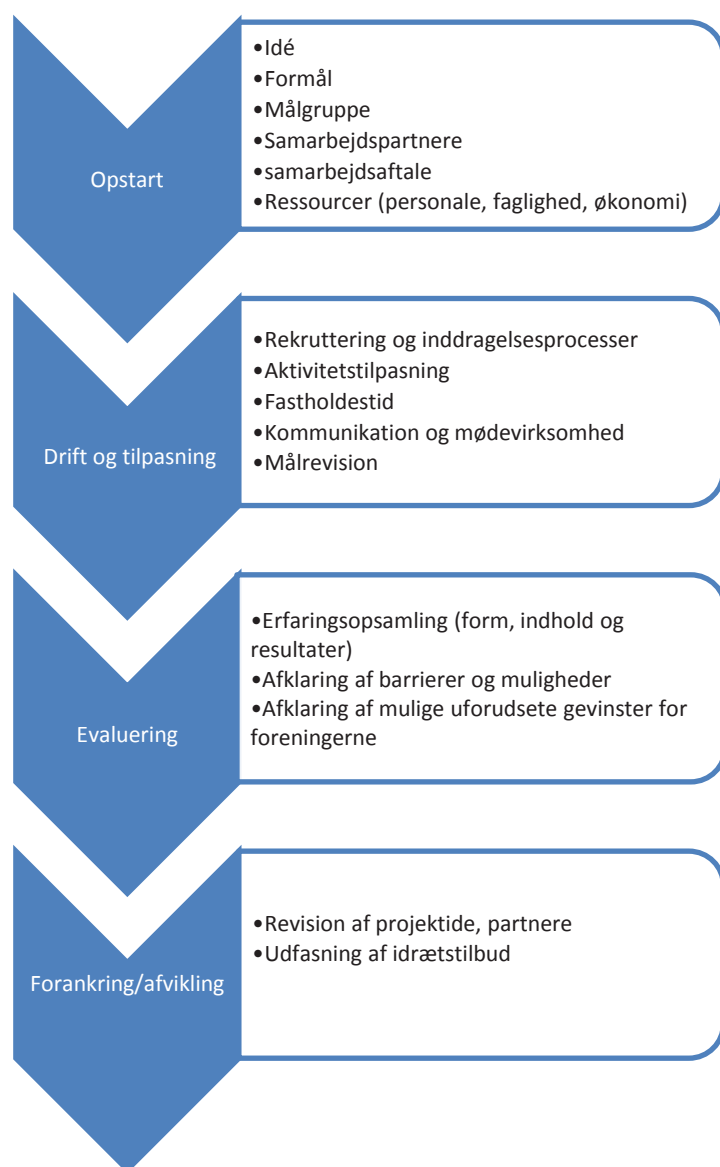 Opstart
•Idé
•Formål
•Målgruppe
•Samarbejdspartnere
•samarbejdsaftale
•Ressourcer (personale, faglighed, økonomi)
Drift og tilpasning
•Rekruttering og inddragelsesprocesser
•Aktivitetstilpasning
•Fastholdestid
•Kommunikation og mødevirksomhed
•Målrevision
Evaluering
•Erfaringsopsamling (form, indhold og
resultater)
•Afklaring af barrierer og muligheder
•Afklaring af mulige uforudsete gevinster for
foreningerne
Forankring/afvikling
•Revision af projektide, partnere
•Udfasning af idrætstilbud